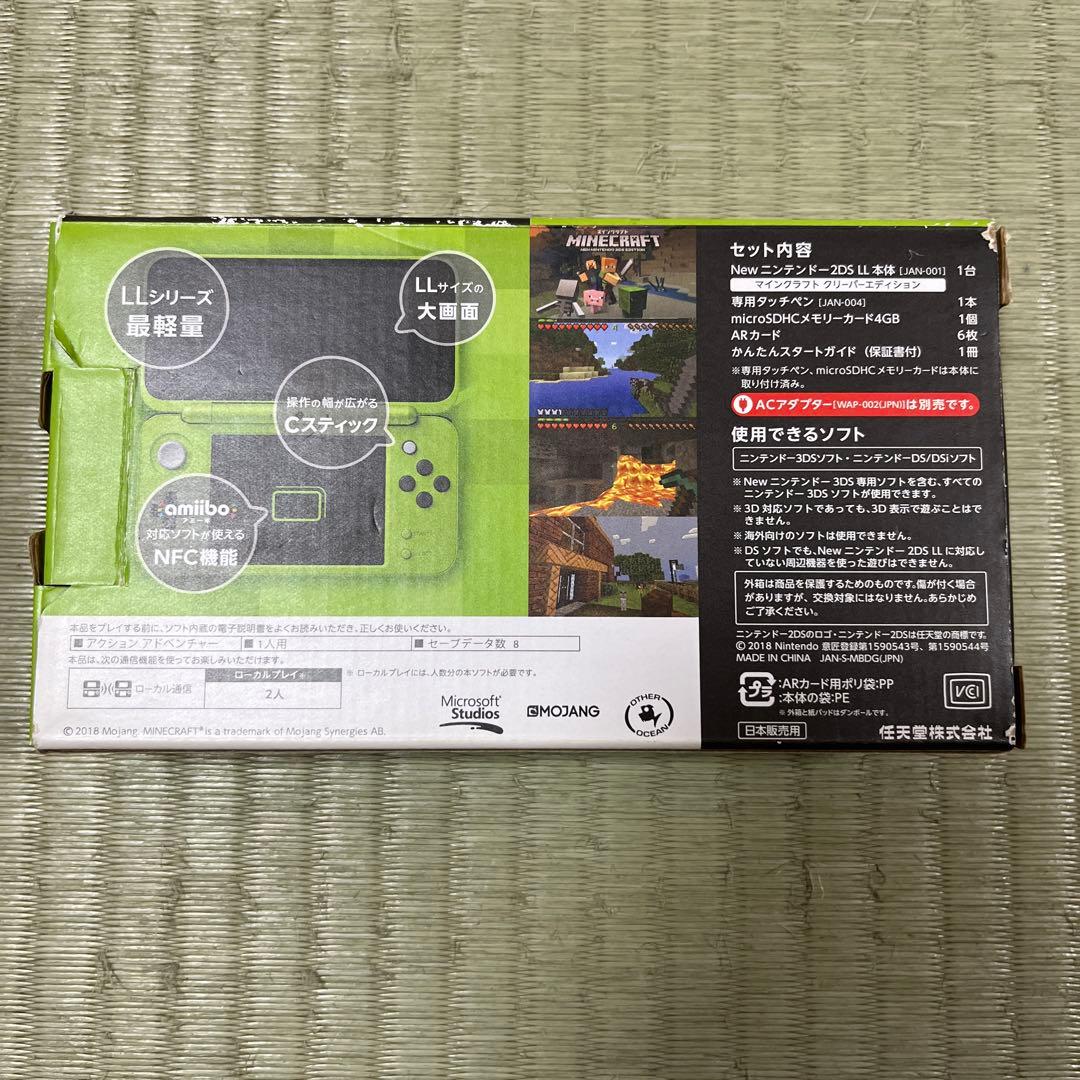 LLシリーズ
最軽量
LLサイズの
大画面
操作の幅が広がる
Cスティック
amiibo
アミーボ
対応ソフトが使える
NFC機能
マインクラフト
MINECRAFT
NEW NINTENDO 3DS EDITION
セット内容
New ニンテンドー2DS LL 本体 [JAN-001] 1台
マインクラフト クリーパーエディション
専用タッチペン [JAN-004] 1本
microSDHCメモリーカード4GB 1個
ARカード 6枚
かんたんスタートガイド（保証書付） 1冊
※専用タッチペン、microSDHCメモリーカードは本体に
取り付け済み。
ACアダプター[WAP-002(JPN)]は別売です。
使用できるソフト
ニンテンドー3DSソフト・ニンテンドーDS/DSiソフト
※New ニンテンドー 3DS 専用ソフトを含む、すべての
ニンテンドー 3DS ソフトが使用できます。
※3D 対応ソフトであっても、3D 表示で遊ぶことはで
きません。
※海外向けのソフトは使用できません。
※DS ソフトでも、New ニンテンドー 2DS LL に対応し
ていない周辺機器を使った遊びはできません。
外箱は商品を保護するためのものです。傷が付く場合
がありますが、交換対象にはなりません。あらかじめ
ご了承ください。
ニンテンドー2DSのロゴ・ニンテンドー2DSは任天堂の商標です。
© 2018 Nintendo 意匠登録第1590543号、第1590544号
MADE IN CHINA JAN-S-MBDG(JPN)
プラ
:ARカード用ポリ袋:PP
:本体の袋:PE
※ 外箱と紙パッドはダンボールです。
VCI
日本販売用
任天堂株式会社
本品をプレイする前に、ソフト内蔵の電子説明書をよくお読みいただき、正しくお使いください。
■ アクション アドベンチャー ■ 1人用 ■ セーブデータ数 8
本品は、次の通信機能を使ってお楽しみいただけます。
ローカル通信
ローカルプレイ※
2人
※ ローカルプレイには、人数分の本ソフトが必要です。
Microsoft
Studios
MOJANG
OTHER
OCEAN
© 2018 Mojang MINECRAFT® is a trademark of Mojang Synergies AB.